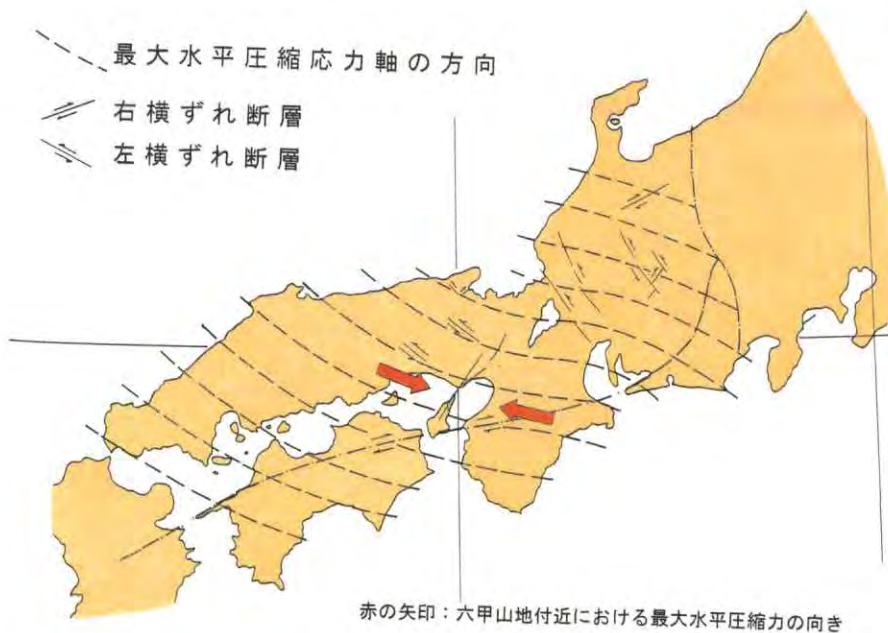 最大水平圧縮応力軸の方向
右横ずれ断層
左横ずれ断層
赤の矢印：六甲山地付近における最大水平圧縮力の向き